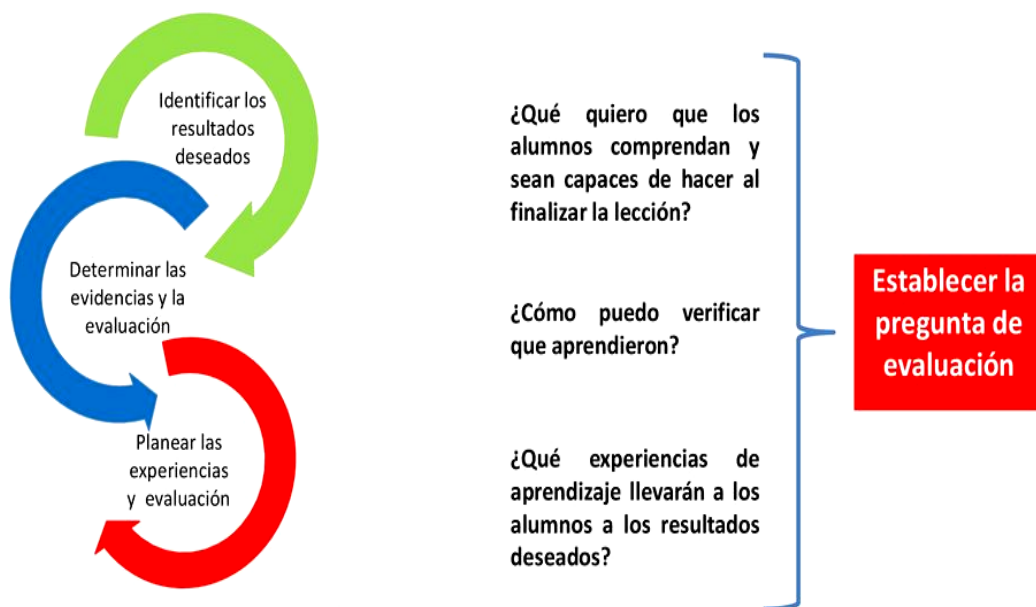 Identificar los
resultados
deseados
Determinar las
evidencias y la
evaluación
Planear las
experiencias
y evaluación
¿Qué quiero que los
alumnos comprendan y
sean capaces de hacer al
finalizar la lección?
¿Cómo puedo verificar
que aprendieron?
¿Qué experiencias de
aprendizaje llevarán a los
alumnos a los resultados
deseados?
Establecer la
pregunta de
evaluación